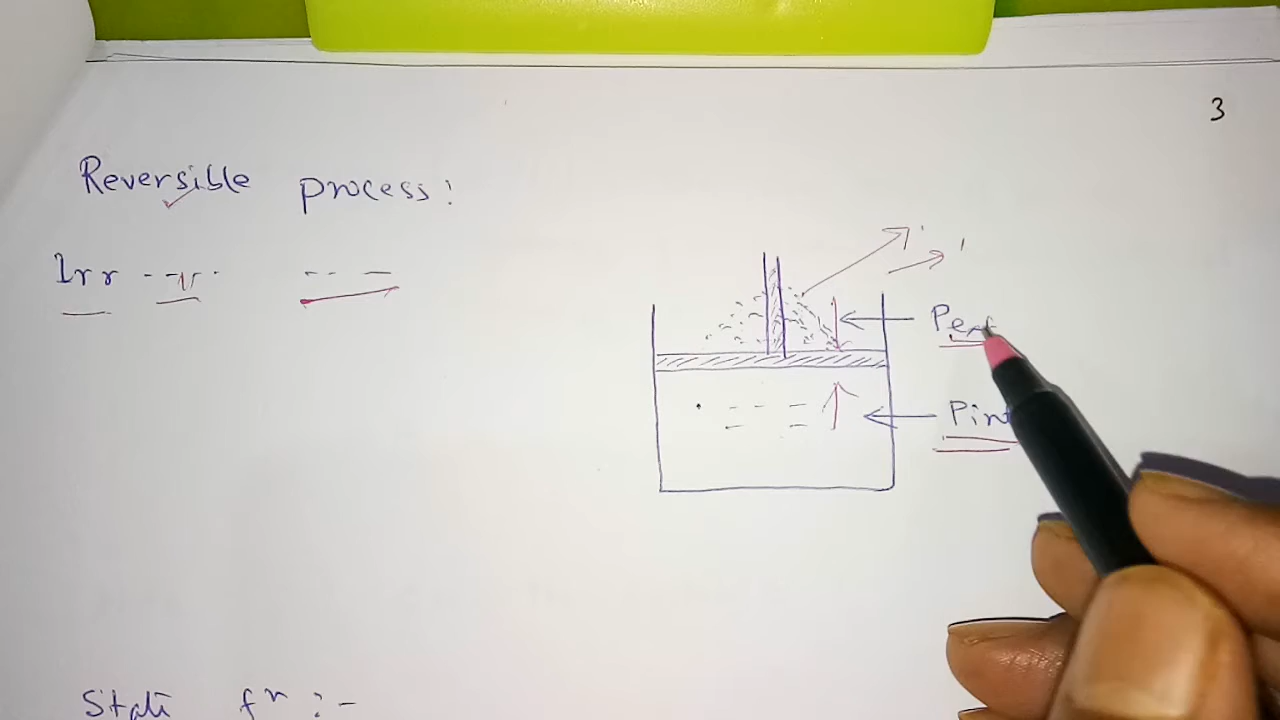 3
Reversible process:
Irr
Pext
Pint
State fn :-